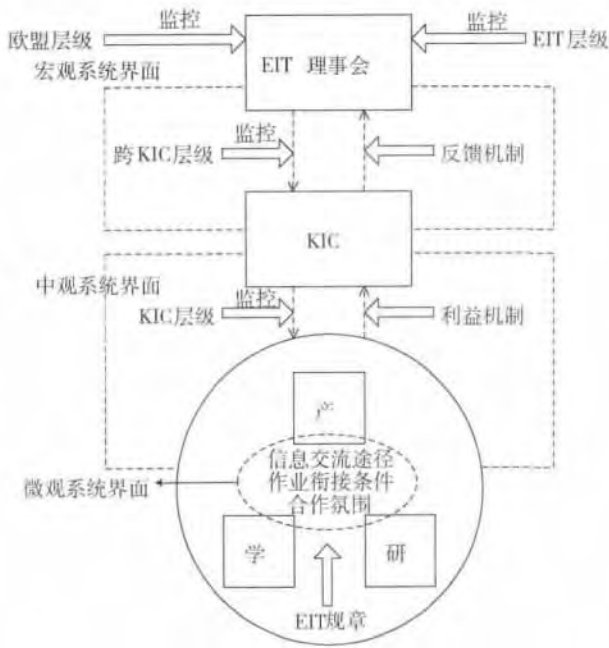 监控
监控
欧盟层级
EIT 理事会
EIT层级
宏观系统界面
监控
跨KIC层级
反馈机制
KIC
中观系统界面
监控
KIC层级
利益机制
产
信息交流途径
作业衔接条件
合作氛围
微观系统界面
学
研
EIT规章